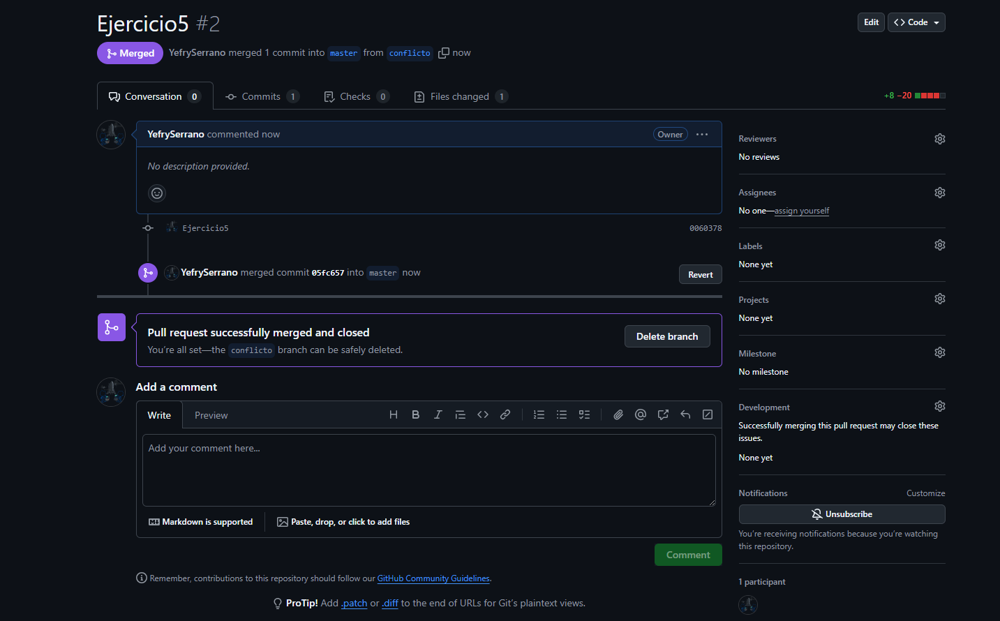 Ejercicio5 #2
Edit
Code
Merged
YefrySerrano merged 1 commit into master from conflicto now
Conversation 0
Commits 1
Checks 0
Files changed 1
+8 −20
YefrySerrano commented now
Owner
No description provided.
Ejercicio5
0060378
YefrySerrano merged commit 05fc657 into master now
Revert
Pull request successfully merged and closed
You're all set—the conflicto branch can be safely deleted.
Delete branch
Add a comment
Write
Preview
Add your comment here...
Markdown is supported
Paste, drop, or click to add files
Comment
Remember, contributions to this repository should follow our GitHub Community Guidelines.
ProTip! Add .patch or .diff to the end of URLs for Git's plaintext views.
Reviewers
No reviews
Assignees
No one—assign yourself
Labels
None yet
Projects
None yet
Milestone
No milestone
Development
Successfully merging this pull request may close these
issues.
None yet
Notifications
Customize
Unsubscribe
You're receiving notifications because you're watching
this repository.
1 participant